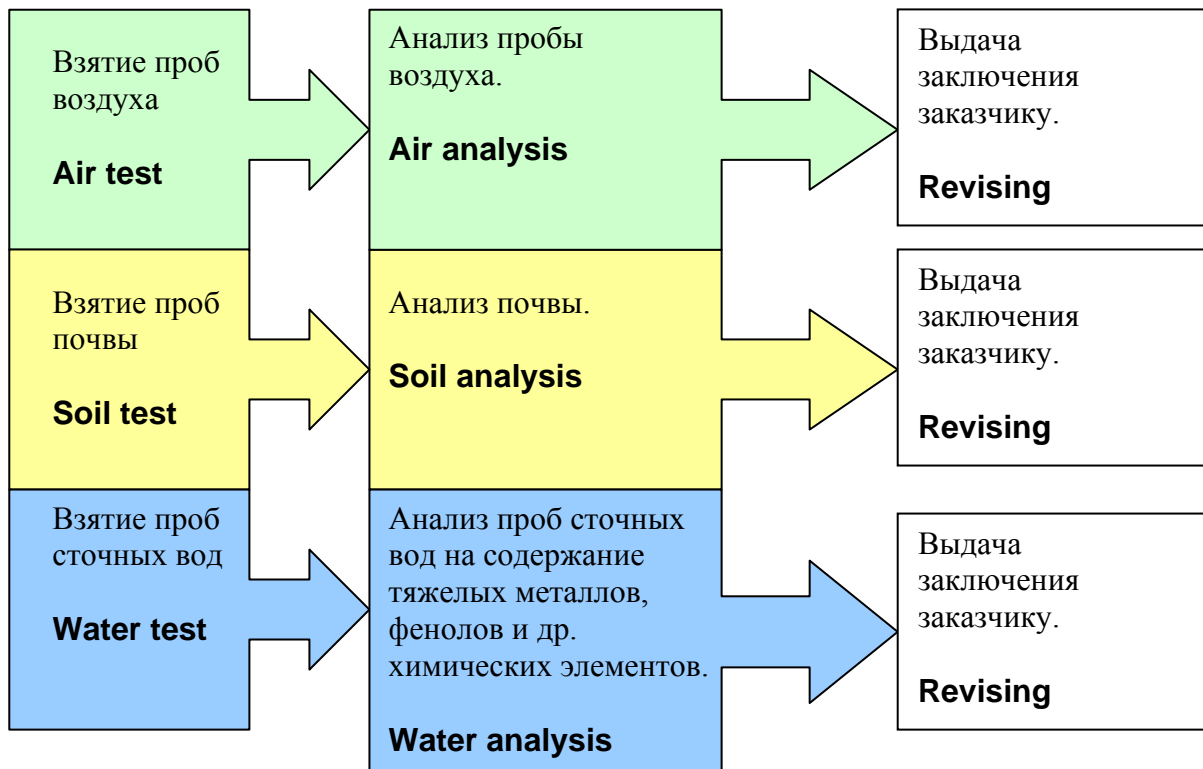 Взятие проб
воздуха
Air test
Анализ пробы
воздуха.
Air analysis
Выдача
заключения
заказчику.
Revising
Взятие проб
почвы
Soil test
Анализ почвы.
Soil analysis
Выдача
заключения
заказчику.
Revising
Взятие проб
сточных вод
Water test
Анализ проб сточных
вод на содержание
тяжелых металлов,
фенолов и др.
химических элементов.
Water analysis
Выдача
заключения
заказчику.
Revising